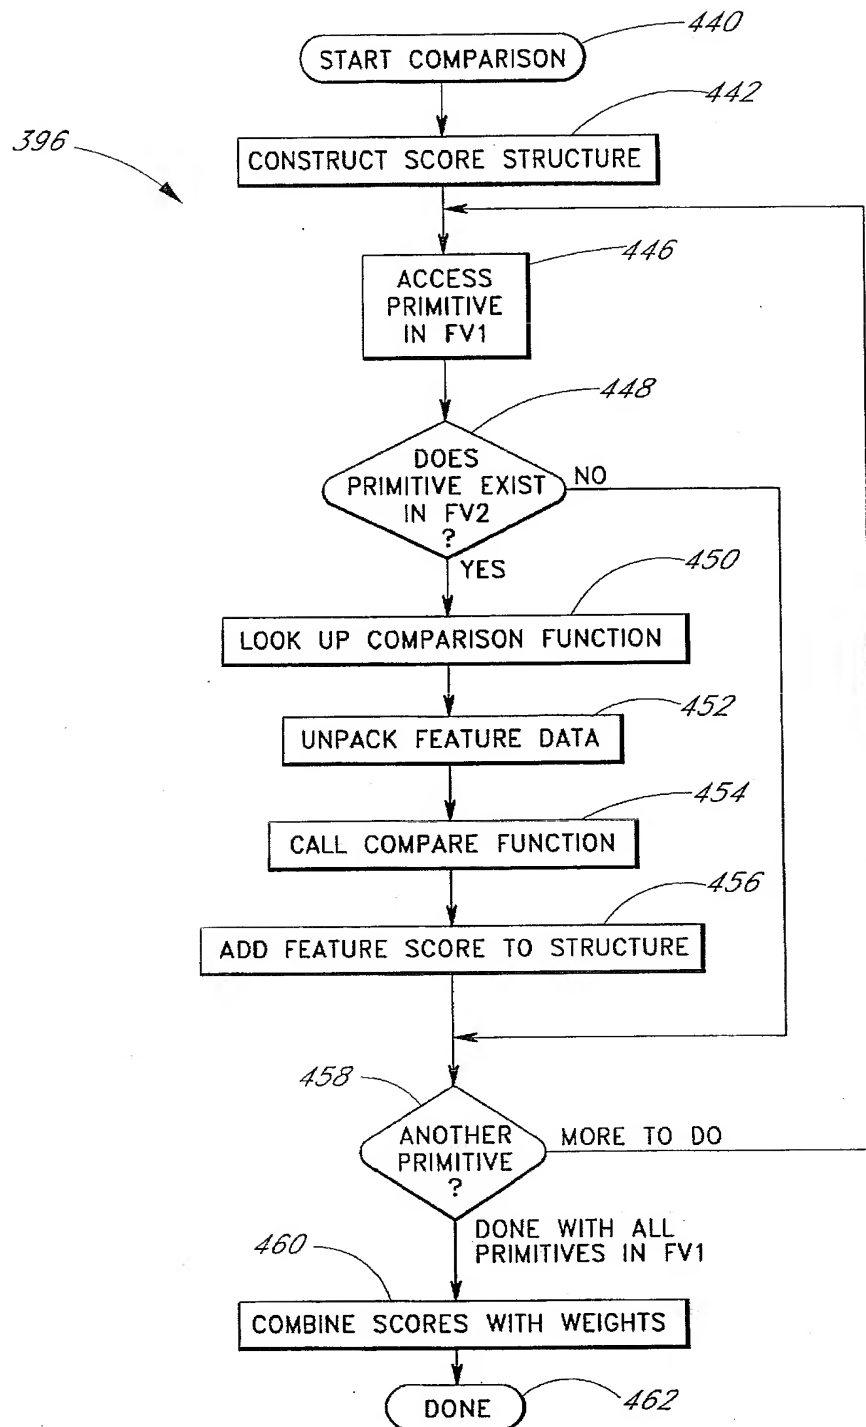 440
START COMPARISON
442
396
CONSTRUCT SCORE STRUCTURE
446
ACCESS
PRIMITIVE
IN FV1
448
DOES
PRIMITIVE EXIST
IN FV2
?
NO
YES
450
LOOK UP COMPARISON FUNCTION
452
UNPACK FEATURE DATA
454
CALL COMPARE FUNCTION
456
ADD FEATURE SCORE TO STRUCTURE
458
ANOTHER
PRIMITIVE
?
MORE TO DO
DONE WITH ALL
PRIMITIVES IN FV1
460
COMBINE SCORES WITH WEIGHTS
DONE
462